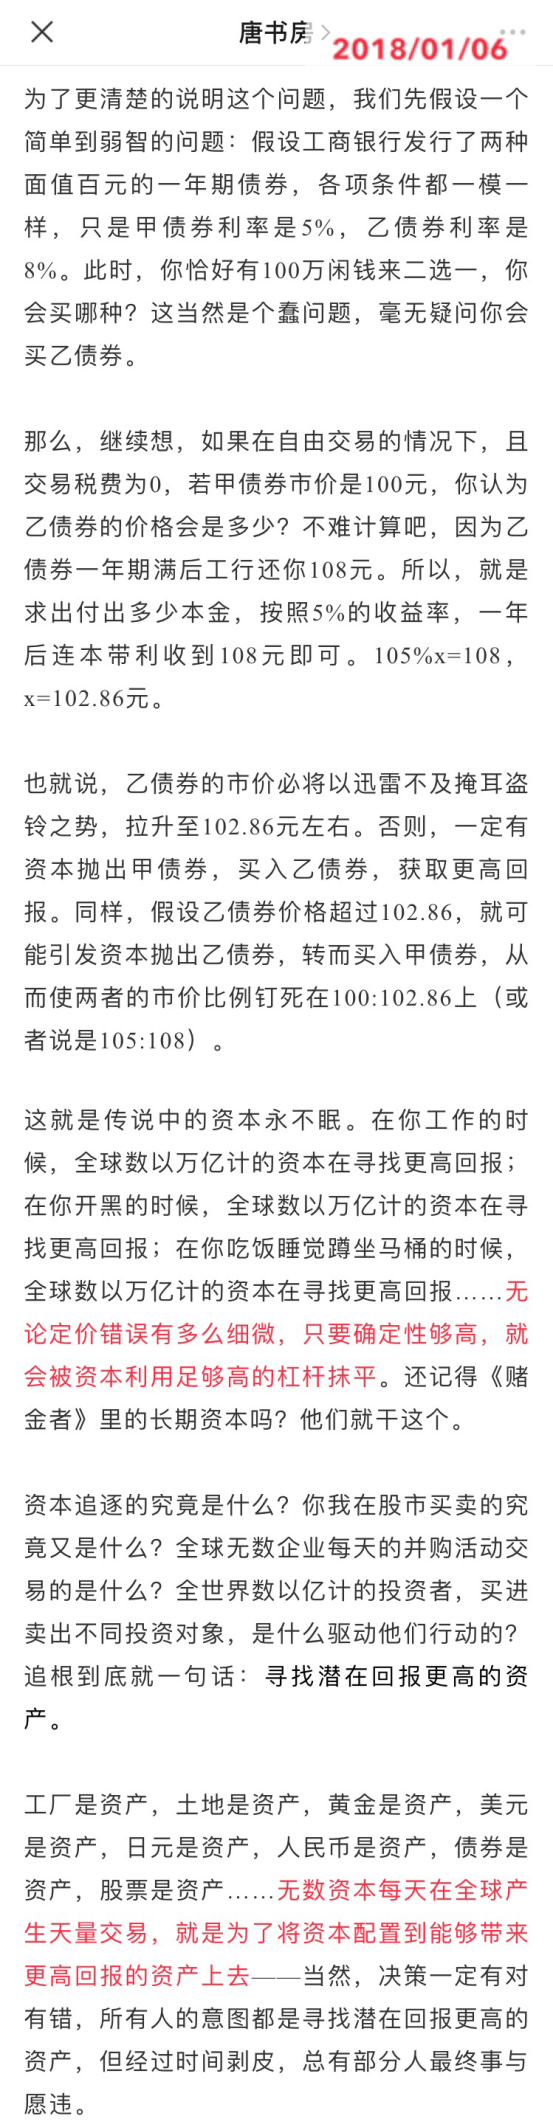 唐书房
2018/01/06
为了更清楚的说明这个问题，我们先假设一个
简单到弱智的问题：假设工商银行发行了两种
面值百元的一年期债券，各项条件都一模一
样，只是甲债券利率是5%，乙债券利率是
8%。此时，你恰好有100万闲钱来二选一，你
会买哪种？这当然是个蠢问题，毫无疑问你会
买乙债券。
那么，继续想，如果在自由交易的情况下，且
交易税费为0，若甲债券市价是100元，你认为
乙债券的价格会是多少？不难计算吧，因为乙
债券一年期满后工行还你108元。所以，就是
求出付出多少本金，按照5%的收益率，一年
后连本带利收到108元即可。105%x=108，
x=102.86元。
也就说，乙债券的市价必将以迅雷不及掩耳盗
铃之势，拉升至102.86元左右。否则，一定有
资本抛出甲债券，买入乙债券，获取更高回
报。同样，假设乙债券价格超过102.86，就可
能引发资本抛出乙债券，转而买入甲债券，从
而使两者的市价比例钉死在100:102.86上（或
者说是105:108）。
这就是传说中的资本永不眠。在你工作的时
候，全球数以万亿计的资本在寻找更高回报；
在你开黑的时候，全球数以万亿计的资本在寻
找更高回报；在你吃饭睡觉蹲坐马桶的时候，
全球数以万亿计的资本在寻找更高回报……无
论定价错误有多么细微，只要确定性够高，就
会被资本利用足够高的杠杆抹平。还记得《赌
金者》里的长期资本吗？他们就干这个。
资本追逐的究竟是什么？你我在股市买卖的究
竟又是什么？全球无数企业每天的并购活动交
易的是什么？全世界数以亿计的投资者，买进
卖出不同投资对象，是什么驱动他们行动的？
追根到底就一句话：寻找潜在回报更高的资
产。
工厂是资产，土地是资产，黄金是资产，美元
是资产，日元是资产，人民币是资产，债券是
资产，股票是资产……无数资本每天在全球产
生天量交易，就是为了将资本配置到能够带来
更高回报的资产上去——当然，决策一定有对
有错，所有人的意图都是寻找潜在回报更高的
资产，但经过时间剥皮，总有部分人最终事与
愿违。